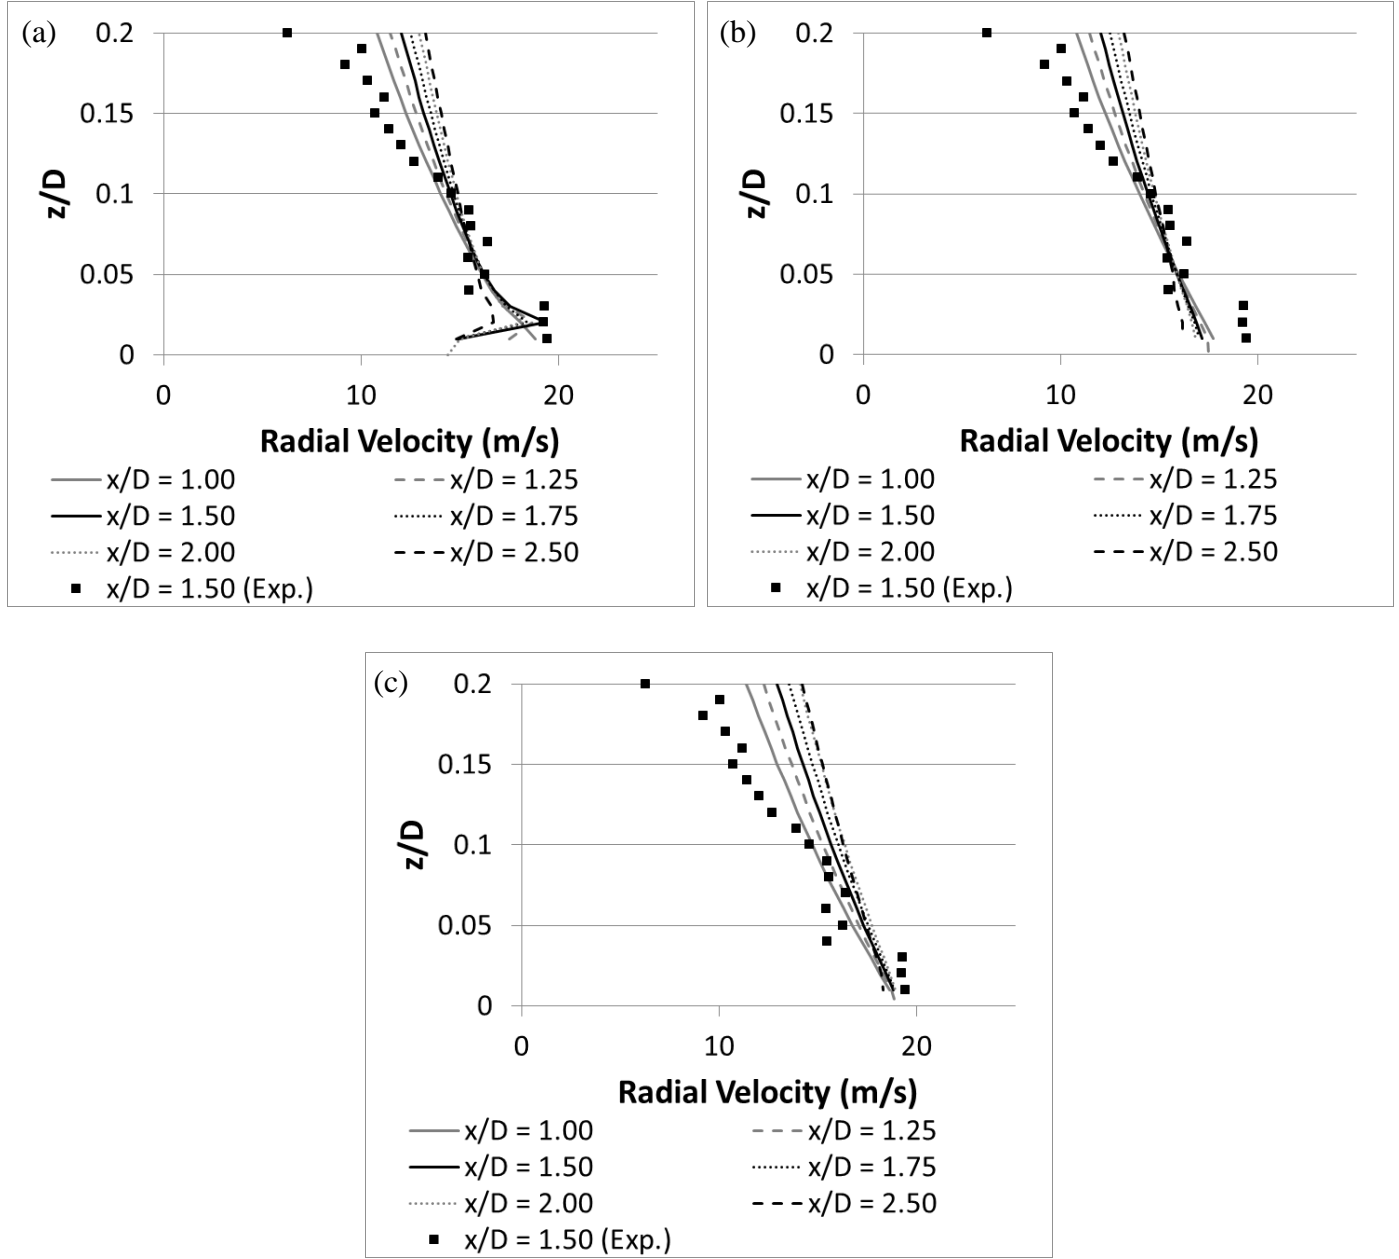 (a)
0.2
0.15
0.1
0.05
0
z/D
0 10 20
Radial Velocity (m/s)
x/D = 1.00 x/D = 1.25
x/D = 1.50 x/D = 1.75
x/D = 2.00 x/D = 2.50
x/D = 1.50 (Exp.)
(b)
0.2
0.15
0.1
0.05
0
z/D
0 10 20
Radial Velocity (m/s)
x/D = 1.00 x/D = 1.25
x/D = 1.50 x/D = 1.75
x/D = 2.00 x/D = 2.50
x/D = 1.50 (Exp.)
(c)
0.2
0.15
0.1
0.05
0
z/D
0 10 20
Radial Velocity (m/s)
x/D = 1.00 x/D = 1.25
x/D = 1.50 x/D = 1.75
x/D = 2.00 x/D = 2.50
x/D = 1.50 (Exp.)